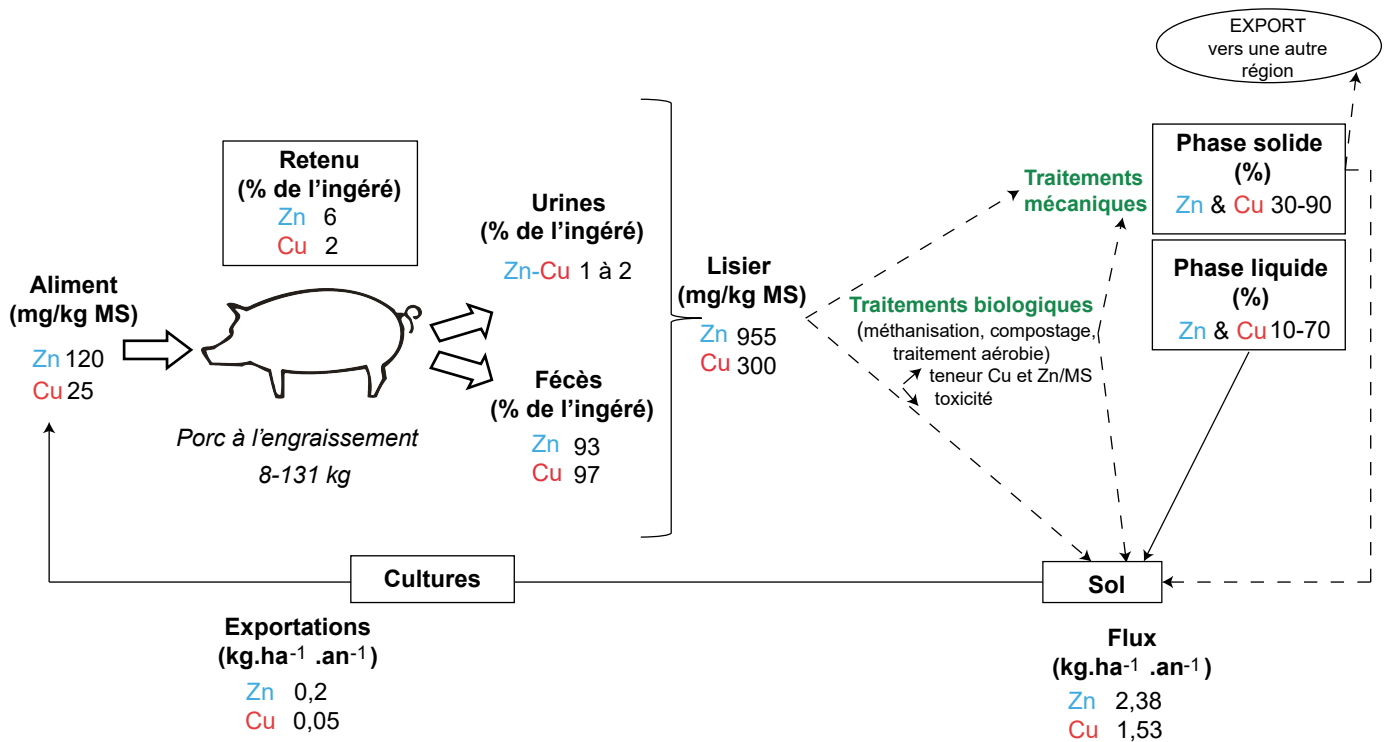 EXPORT
vers une autre
région
Retenu
(% de l'ingéré)
Zn 6
Cu 2
Urines
(% de l'ingéré)
Zn-Cu 1 à 2
Traitements
mécaniques
Phase solide
(%)
Zn & Cu 30-90
Aliment
(mg/kg MS)
Zn 120
Cu 25
Lisier
(mg/kg MS)
Zn 955
Cu 300
Phase liquide
(%)
Zn & Cu 10-70
Traitements biologiques
(méthanisation, compostage,
traitement aérobie)
teneur Cu et Zn/MS
toxicité
Fécès
(% de l'ingéré)
Zn 93
Cu 97
Porc à l'engraissement
8-131 kg
Cultures
Sol
Exportations
(kg.ha-1 .an-1)
Zn 0,2
Cu 0,05
Flux
(kg.ha-1 .an-1)
Zn 2,38
Cu 1,53